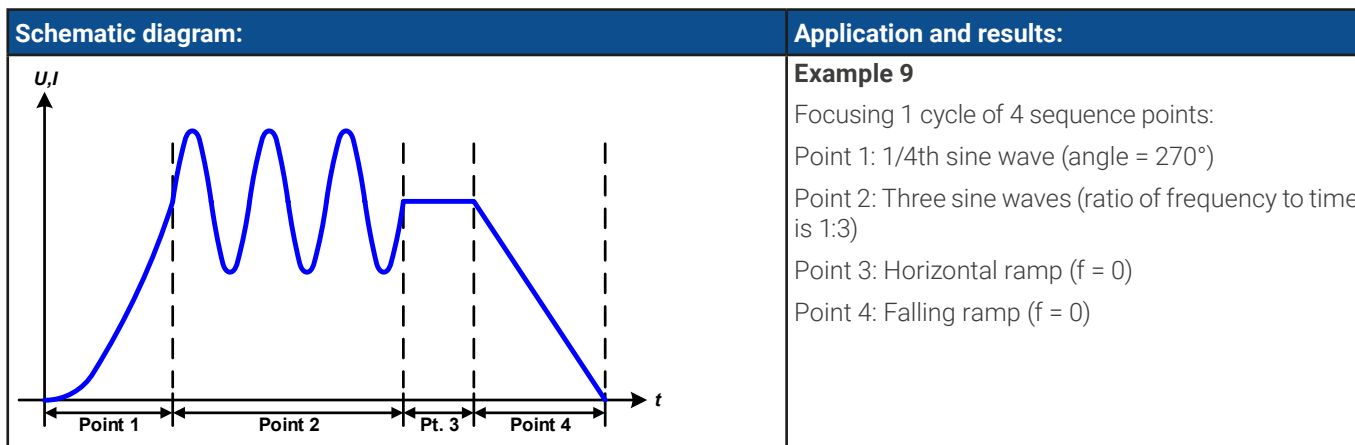 Schematic diagram:
Application and results:
U,I
Example 9
Focusing 1 cycle of 4 sequence points:
Point 1: 1/4th sine wave (angle = 270°)
Point 2: Three sine waves (ratio of frequency to time
is 1:3)
Point 3: Horizontal ramp (f = 0)
Point 4: Falling ramp (f = 0)
t
Point 1
Point 2
Pt. 3
Point 4